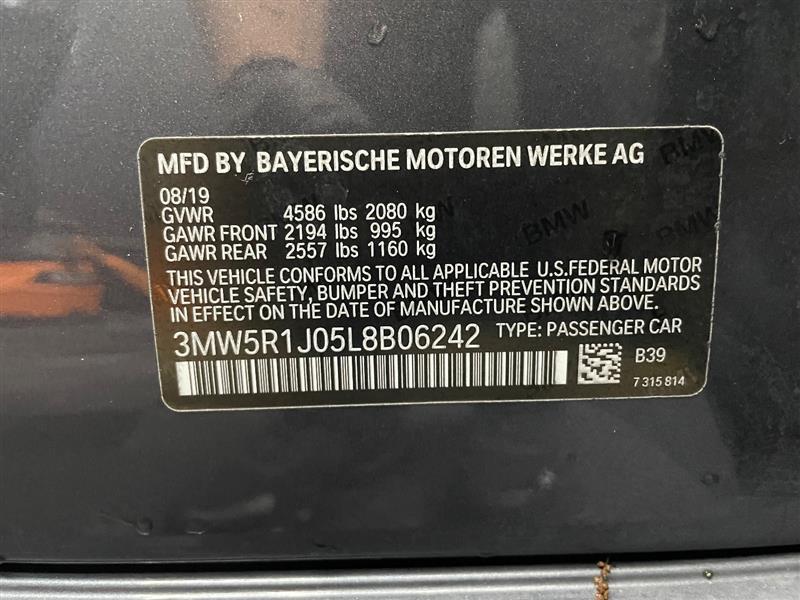 MFD BY BAYERISCHE MOTOREN WERKE AG
08/19
GVWR 4586 lbs 2080 kg
GAWR FRONT 2194 lbs 995 kg
GAWR REAR 2557 lbs 1160 kg
THIS VEHICLE CONFORMS TO ALL APPLICABLE U.S.FEDERAL MOTOR
VEHICLE SAFETY, BUMPER AND THEFT PREVENTION STANDARDS
IN EFFECT ON THE DATE OF MANUFACTURE SHOWN ABOVE.
3MW5R1J05L8B06242 TYPE: PASSENGER CAR
B39
7 315 814
BMW
BMW